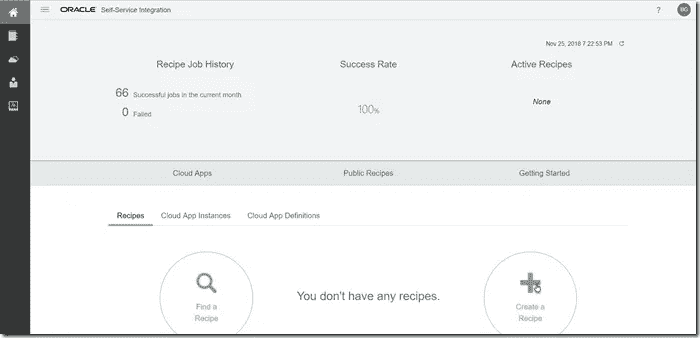 ORACLE Self-Service Integration
?
BG
Nov 25, 2016 7:22:53 PM
Recipe Job History
Success Rate
Active Recipes
66 Successful jobs in the current month
0 Failed
100%
None
Cloud Apps
Public Recipes
Getting Started
Recipes
Cloud App Instances
Cloud App Definitions
Find a
Recipe
You don't have any recipes.
Create a
Recipe